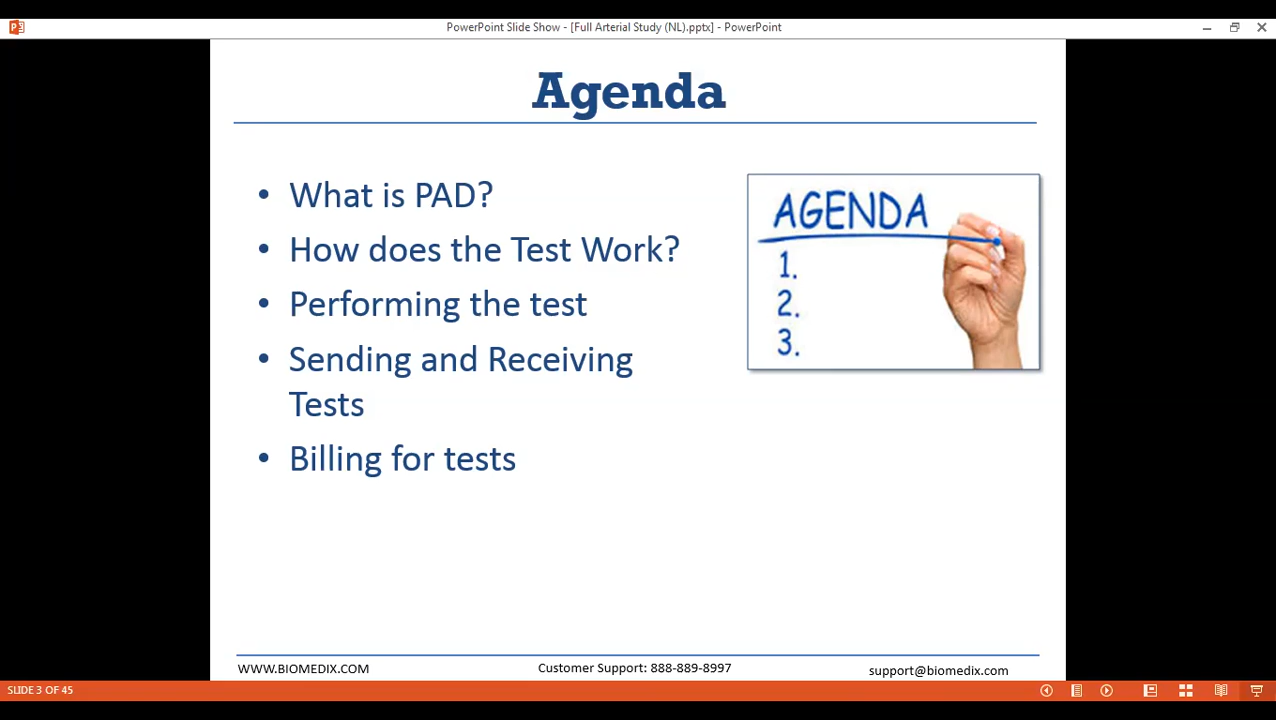 PowerPoint Slide Show - [Full Arterial Study (NL).pptx] - PowerPoint
Agenda
• What is PAD?
• How does the Test Work?
• Performing the test
• Sending and Receiving
Tests
• Billing for tests
AGENDA
1.
2.
3.
WWW.BIOMEDIX.COM
Customer Support: 888-889-8997
support@biomedix.com
SLIDE 3 OF 45